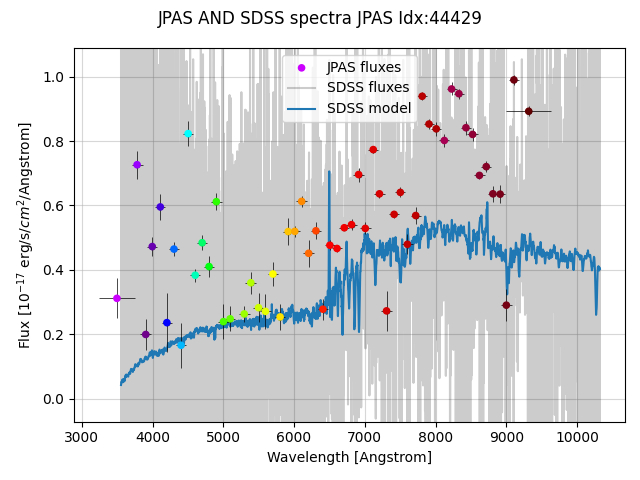 JPAS AND SDSS spectra JPAS Idx:44429
JPAS fluxes
SDSS fluxes
SDSS model
Flux [10⁻¹⁷ erg/s/cm²/Angstrom]
1.0
0.8
0.6
0.4
0.2
0.0
3000 4000 5000 6000 7000 8000 9000 10000
Wavelength [Angstrom]